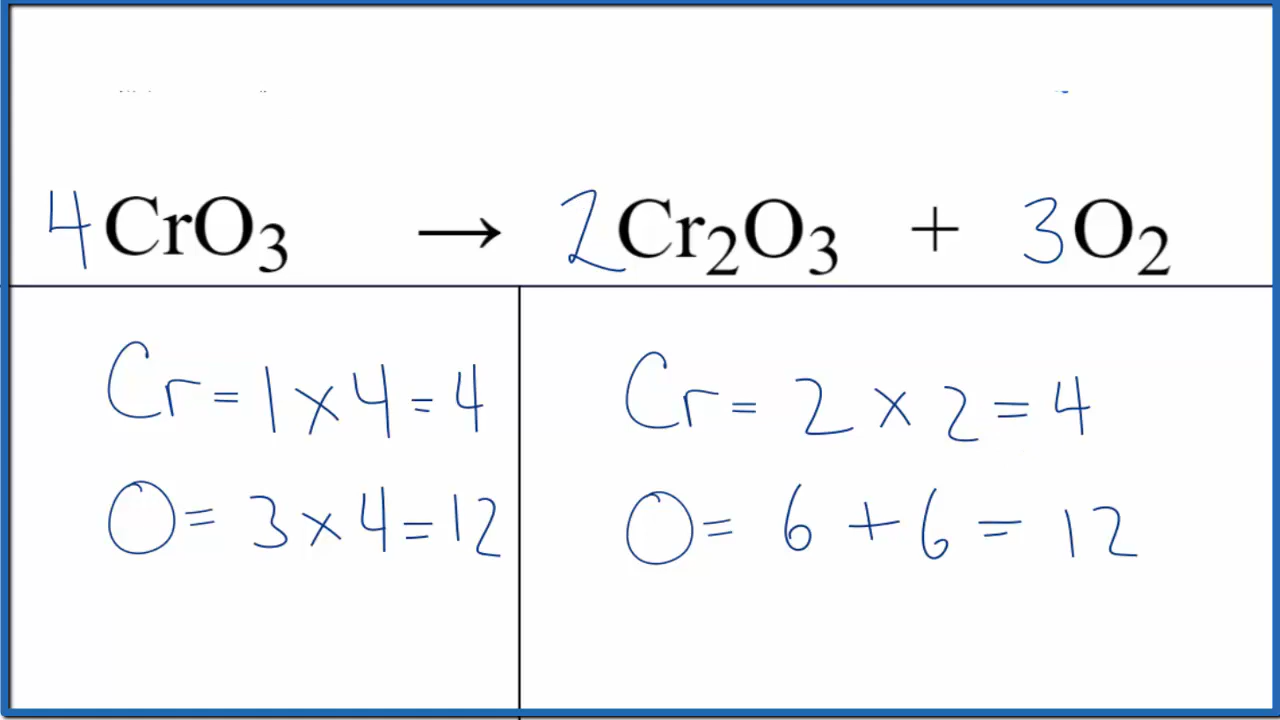 4CrO₃ → 2Cr₂O₃ + 3O₂
Cr = 1 x 4 = 4
O = 3 x 4 = 12
Cr = 2 x 2 = 4
O = 6 + 6 = 12